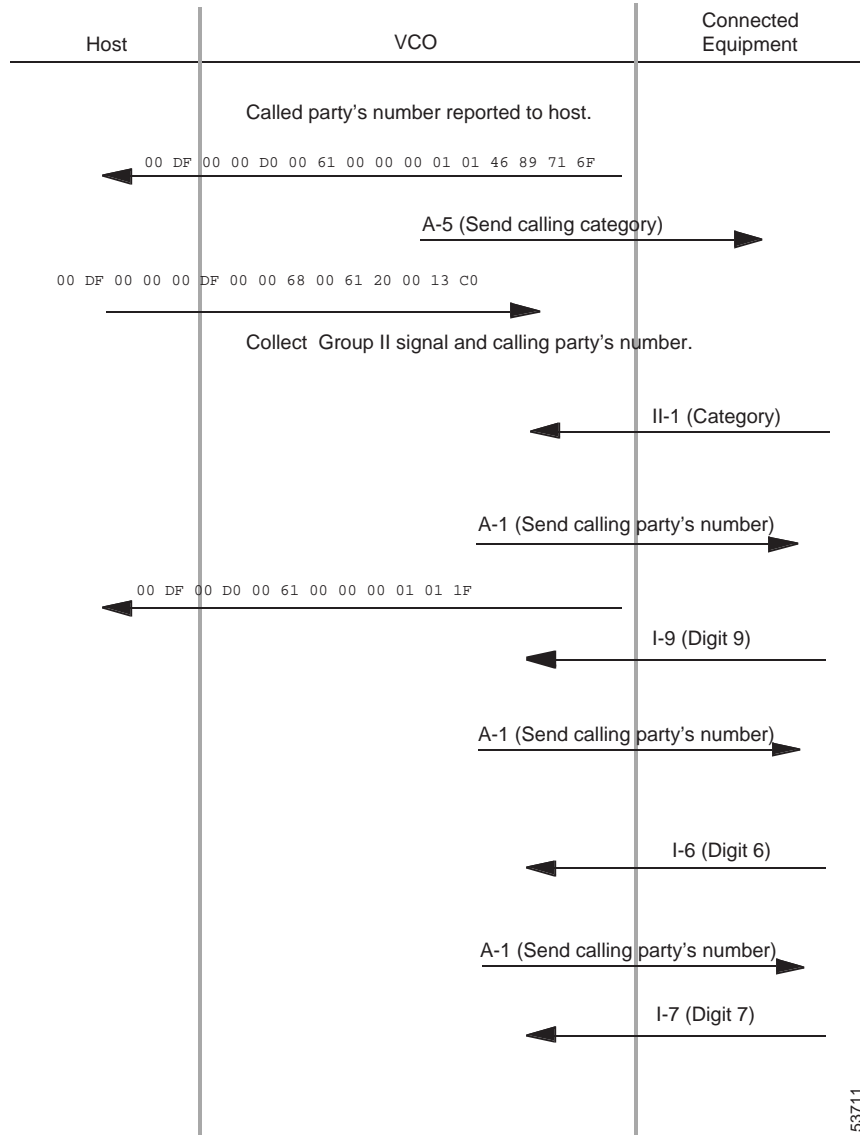 Host
VCO
Connected
Equipment
Called party’s number reported to host.
00 DF 00 00 D0 00 61 00 00 00 01 01 46 89 71 6F
A-5 (Send calling category)
00 DF 00 00 00 DF 00 00 68 00 61 20 00 13 C0
Collect Group II signal and calling party’s number.
II-1 (Category)
A-1 (Send calling party’s number)
00 DF 00 D0 00 61 00 00 00 01 01 1F
I-9 (Digit 9)
A-1 (Send calling party’s number)
I-6 (Digit 6)
A-1 (Send calling party’s number)
I-7 (Digit 7)
53711